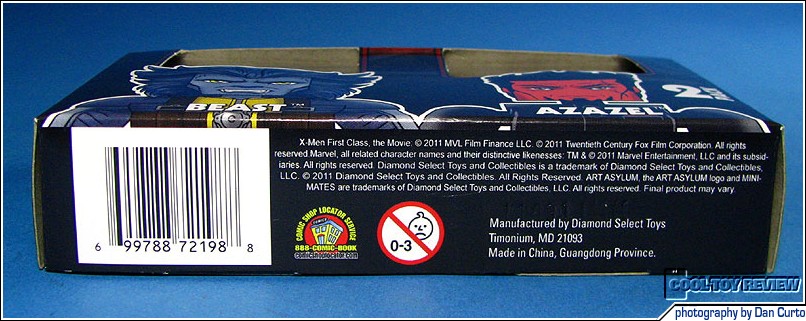 BEAST™
AZAZEL™
2
PACK
X-Men First Class, the Movie: © 2011 MVL Film Finance LLC. © 2011 Twentieth Century Fox Film Corporation. All rights
reserved Marvel, all related character names and their distinctive likenesses: TM & © 2011 Marvel Entertainment, LLC and its subsid-
iaries. All rights reserved. Diamond Select Toys and Collectibles is a trademark of Diamond Select Toys and Collectibles,
LLC. © 2011 Diamond Select Toys and Collectibles, LLC. All Rights Reserved. ART ASYLUM, the ART ASYLUM logo and MINI-
MATES are trademarks of Diamond Select Toys and Collectibles, LLC. All rights reserved. Final product may vary.
6 99788 72198 8
COMIC SHOP LOCATOR SERVICE
888-COMIC-BOOK
comicshoplocator.com
0-3
Manufactured by Diamond Select Toys
Timonium, MD 21093
Made in China, Guangdong Province.
COOL TOY REVIEW
photography by Dan Curto